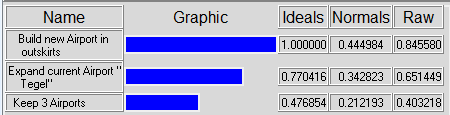 Name Graphic Ideals Normals Raw
Build new Airport in
outskirts
1.000000 0.444984 0.845580
Expand current Airport "
Tegel"
0.770416 0.342823 0.651449
Keep 3 Airports 0.476854 0.212193 0.403218